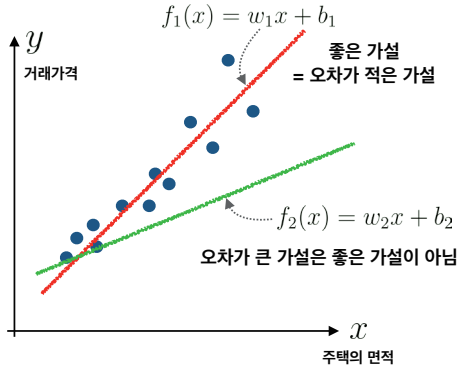 f₁(x) = w₁x + b₁
y
거래가격
좋은 가설
= 오차가 적은 가설
f₂(x) = w₂x + b₂
오차가 큰 가설은 좋은 가설이 아님
x
주택의 면적